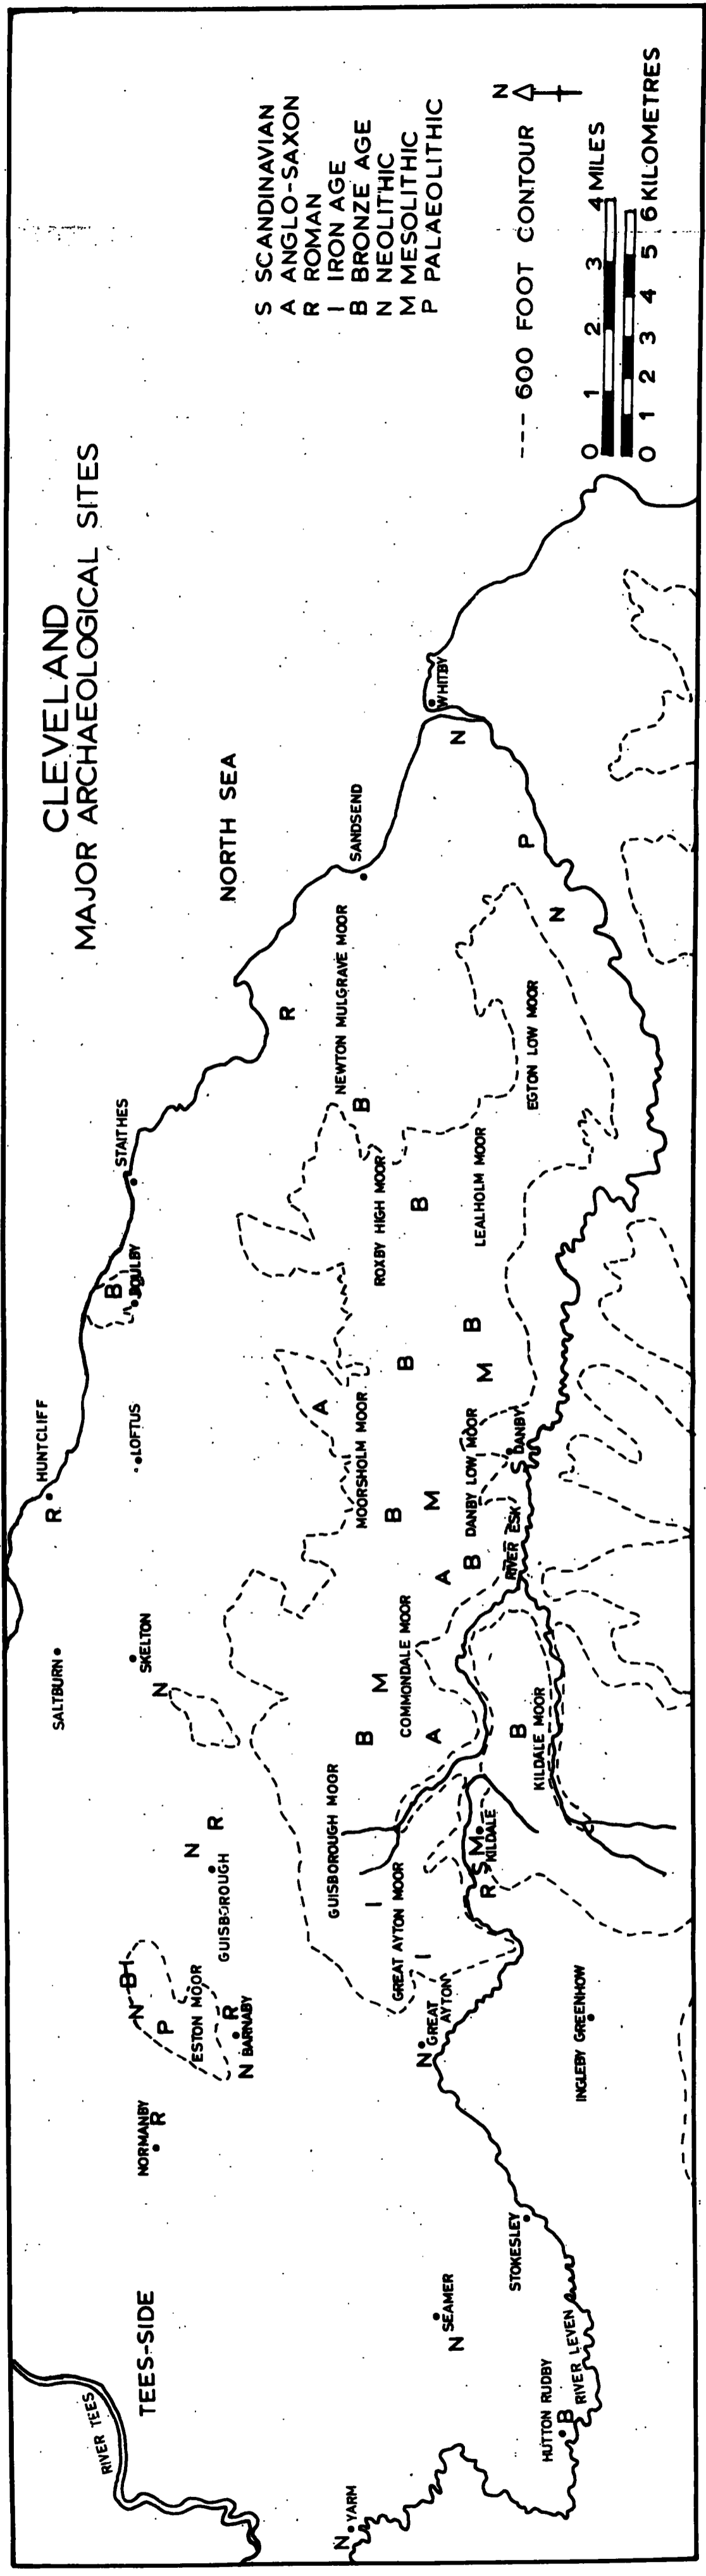 CLEVELAND
MAJOR ARCHAEOLOGICAL SITES
S SCANDINAVIAN
A ANGLO-SAXON
R ROMAN
I IRON AGE
B BRONZE AGE
N NEOLITHIC
M MESOLITHIC
P PALAEOLITHIC
N
--- 600 FOOT CONTOUR
0 1 2 3 4 MILES
0 1 2 3 4 5 6 KILOMETRES
NORTH SEA
TEES-SIDE
RIVER TEES
N YARM
HUTTON RUDBY
B
RIVER LEVEN
N
SEAMER
STOKESLEY
NORMANBY
R
N B I
P
ESTON MOOR
R
N BARNABY
N
GREAT AYTON
INGLEBY GREENHOW
I
GREAT AYTON MOOR
I
GUISBOROUGH
N
R
GUISBOROUGH MOOR
R S M
KILDALE
KILDALE MOOR
B
A
B
COMMONDALE MOOR
M
N
SKELTON
SALTBURN
R
HUNTCLIFF
LOFTUS
A
B
DANBY LOW MOOR
RIVER ESK
M
B
MOORSHOLM MOOR
A
S
DANBY
M
B
B
B
BOULBY
STAITHES
ROXBY HIGH MOOR
B
LEALHOLM MOOR
B
NEWTON MULGRAVE MOOR
R
EGTON LOW MOOR
SANDSEND
N
P
N
WHITBY